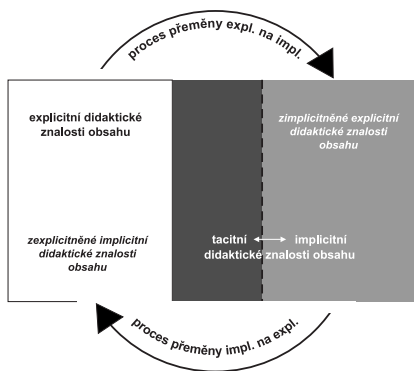 proces přeměny expl. na impl.
explicitní didaktické
znalosti obsahu
zimplicitněné explicitní
didaktické znalosti
obsahu
zexplicitněné implicitní
didaktické znalosti
obsahu
tacitní implicitní
didaktické znalosti obsahu
proces přeměny impl. na expl.